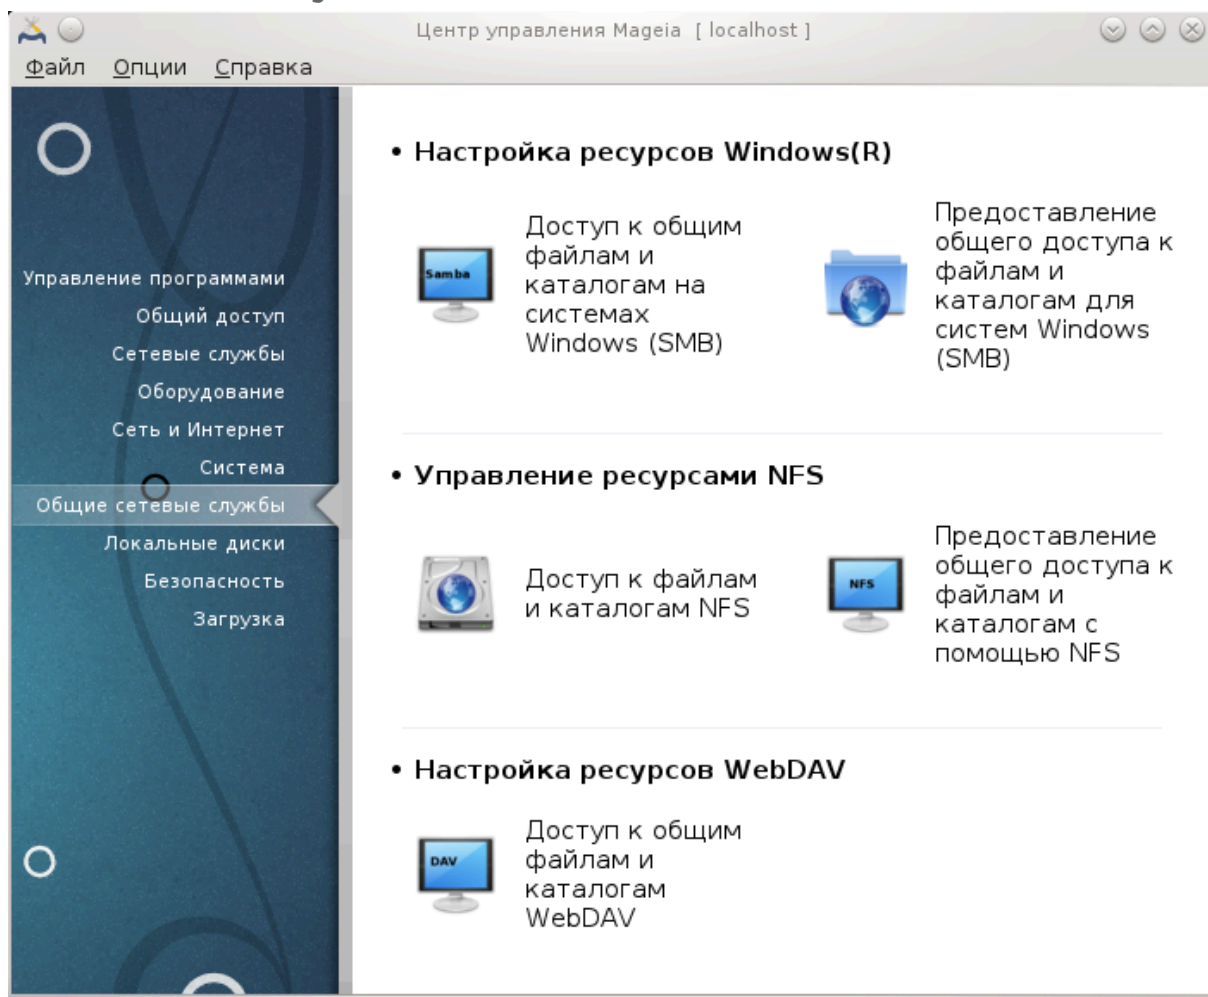 Центр управления Mageia [ localhost ]
Файл Опции Справка
Управление программами
Общий доступ
Сетевые службы
Оборудование
Сеть и Интернет
Система
Общие сетевые службы
Локальные диски
Безопасность
Загрузка
• Настройка ресурсов Windows(R)
Samba
Доступ к общим
файлам и
каталогам на
системах
Windows (SMB)
Предоставление
общего доступа к
файлам и
каталогам для
систем Windows
(SMB)
• Управление ресурсами NFS
Доступ к файлам
и каталогам NFS
NFS
Предоставление
общего доступа к
файлам и
каталогам с
помощью NFS
• Настройка ресурсов WebDAV
DAV
Доступ к общим
файлам и
каталогам
WebDAV